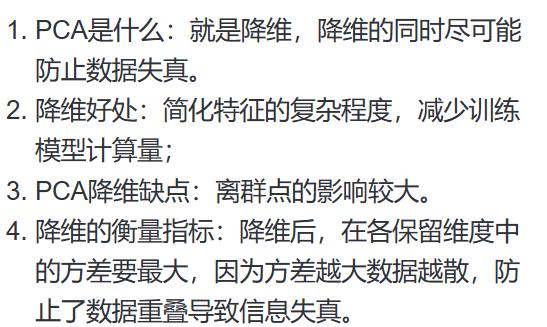 1. PCA是什么：就是降维，降维的同时尽可能
防止数据失真。
2. 降维好处：简化特征的复杂程度，减少训练
模型计算量；
3. PCA降维缺点：离群点的影响较大。
4. 降维的衡量指标：降维后，在各保留维度中
的方差要最大，因为方差越大数据越散，防
止了数据重叠导致信息失真。